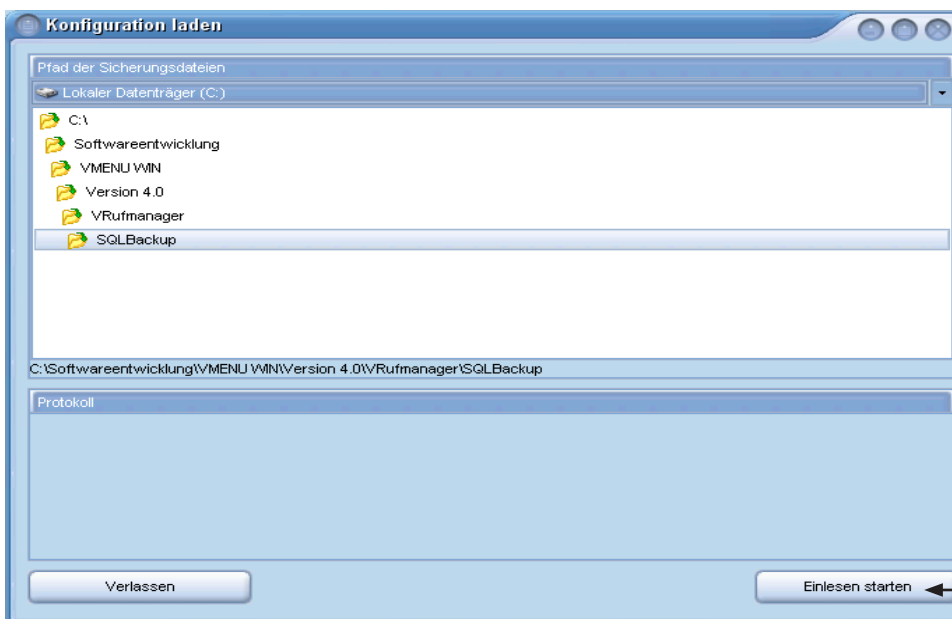 Konfiguration laden
Pfad der Sicherungsdateien
Lokaler Datenträger (C:)
C:\
Softwareentwicklung
VMENU WIN
Version 4.0
VRufmanager
SQLBackup
C:\Softwareentwicklung\VMENU WIN\Version 4.0\VRufmanager\SQLBackup
Protokoll
Verlassen
Einlesen starten